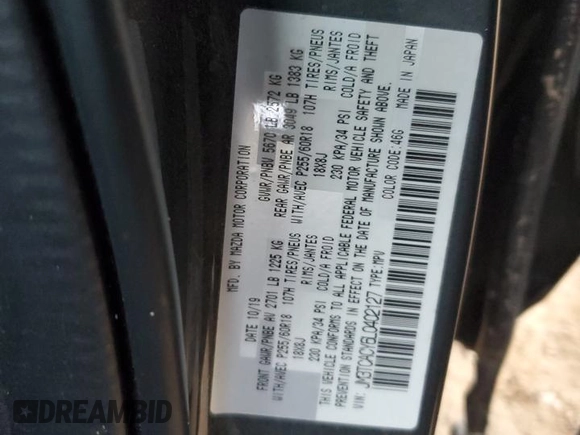 MFD. BY MAZDA MOTOR CORPORATION
DATE 10/19 GVWR/PNBV 5670 LB 2572 KG
FRONT GAWR/PNBE AV 2701 LB 1225 KG REAR GAWR/PNBE AR 3049 LB 1383 KG
WITH/AVEC P255/60R18 107H TIRES/PNEUS WITH/AVEC P255/60R18 107H TIRES/PNEUS
18X8J RIMS/JANTES 18X8J RIMS/JANTES
230 KPA/34 PSI COLD/A FROID 230 KPA/34 PSI COLD/A FROID
THIS VEHICLE CONFORMS TO ALL APPLICABLE FEDERAL MOTOR VEHICLE SAFETY AND THEFT
PREVENTION STANDARDS IN EFFECT ON THE DATE OF MANUFACTURE SHOWN ABOVE.
JM3TCACY6L0402127 TYPE:MPV COLOR CODE:46G MADE IN JAPAN
DREAMBID